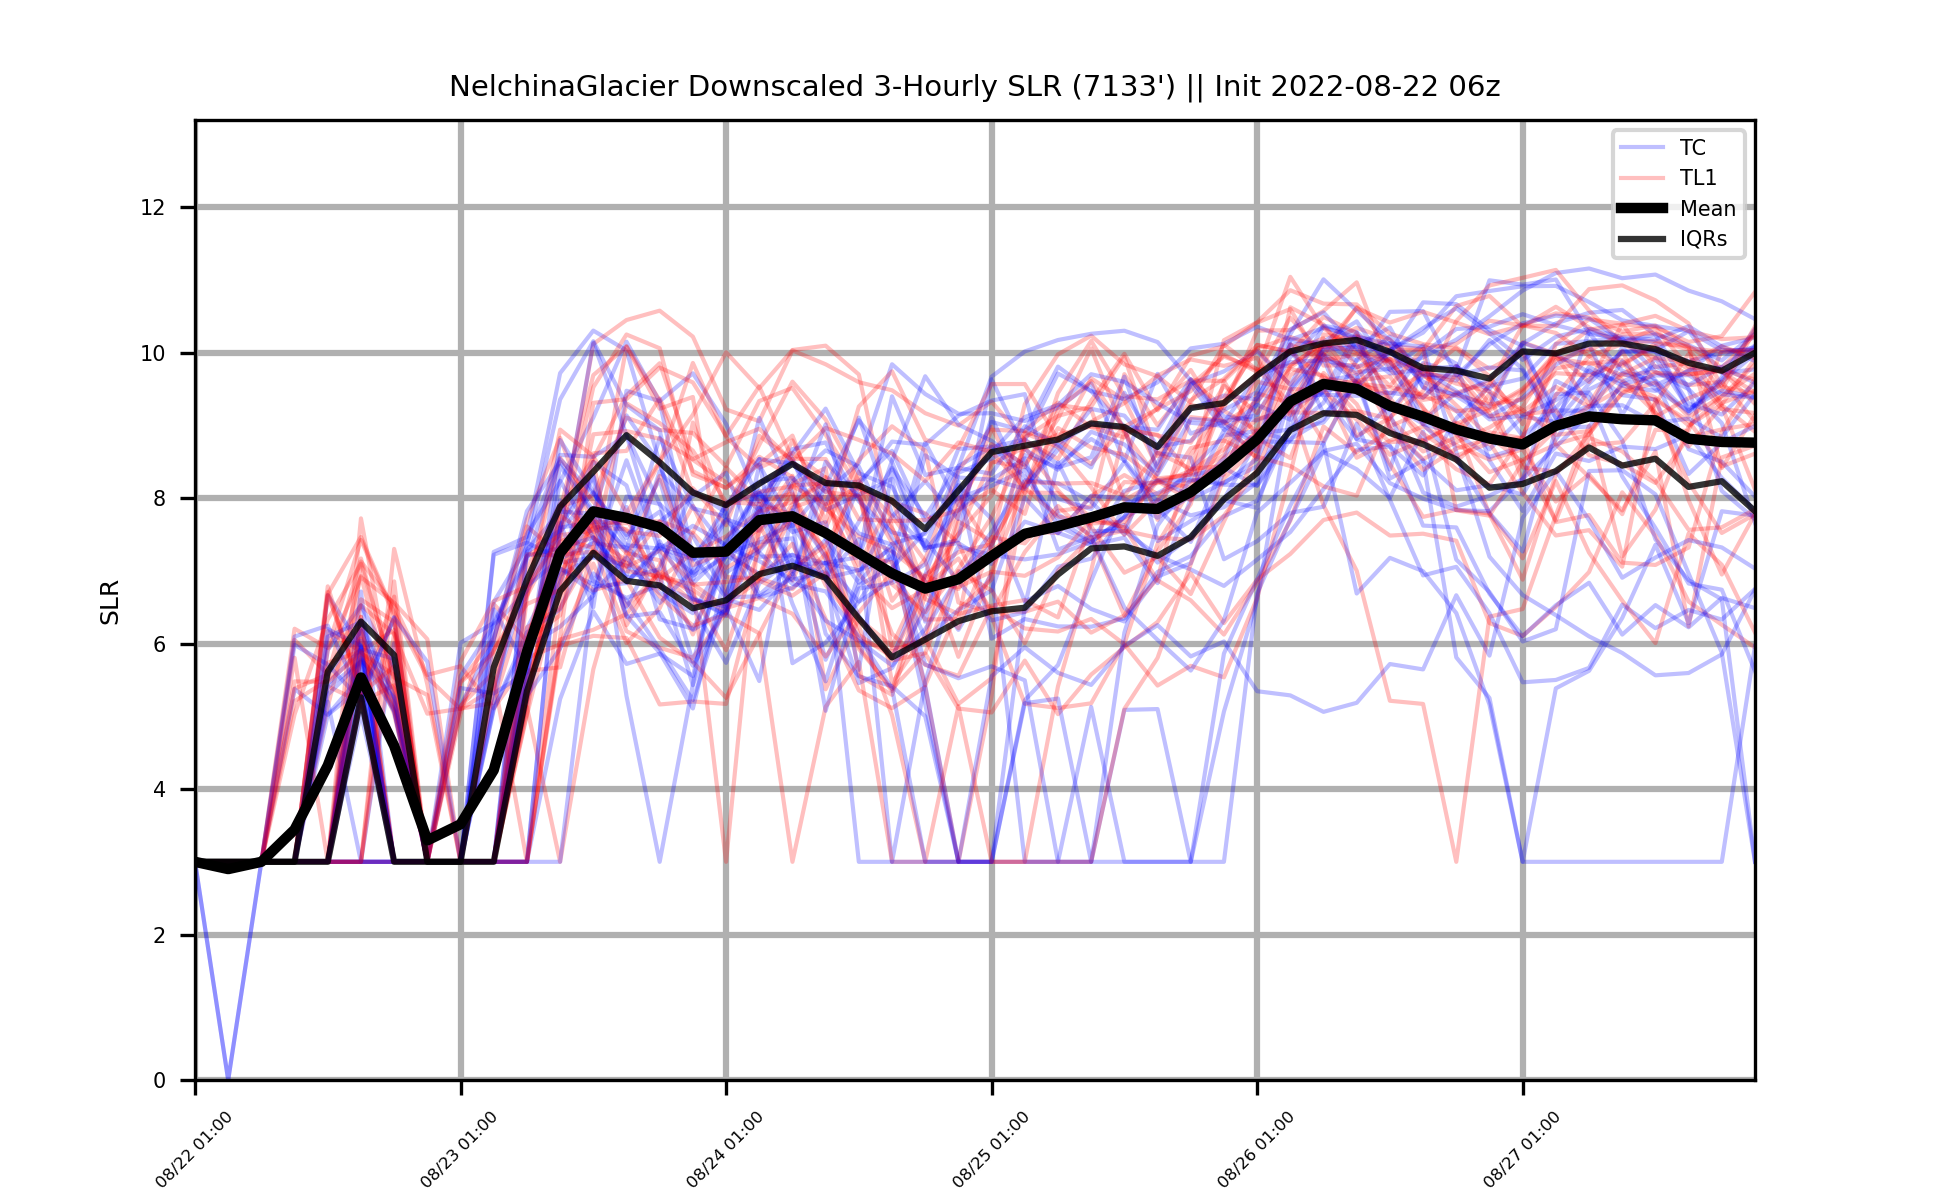 NelchinaGlacier Downscaled 3-Hourly SLR (7133') || Init 2022-08-22 06z
TC
TL1
Mean
IQRs
SLR
12
10
8
6
4
2
0
08/22 01:00
08/23 01:00
08/24 01:00
08/25 01:00
08/26 01:00
08/27 01:00